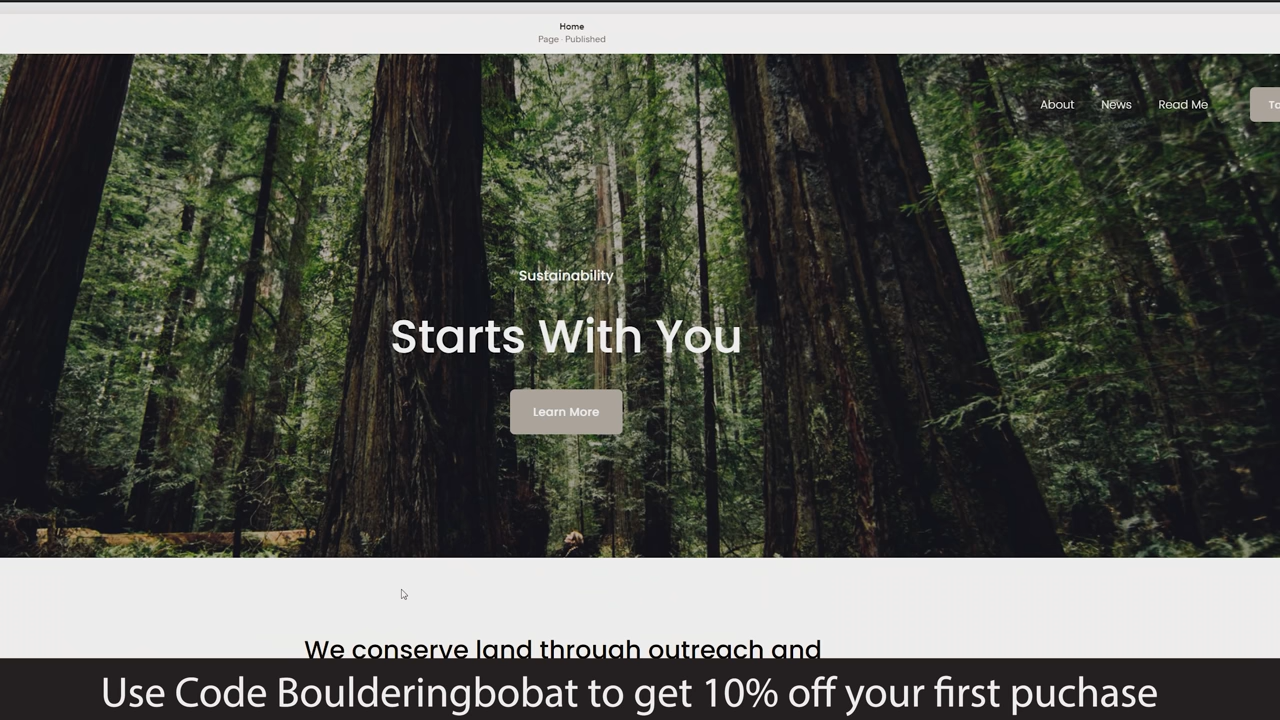 Home
Page · Published
About News Read Me
Sustainability
Starts With You
Learn More
We conserve land through outreach and
Use Code Boulderingbobat to get 10% off your first puchase